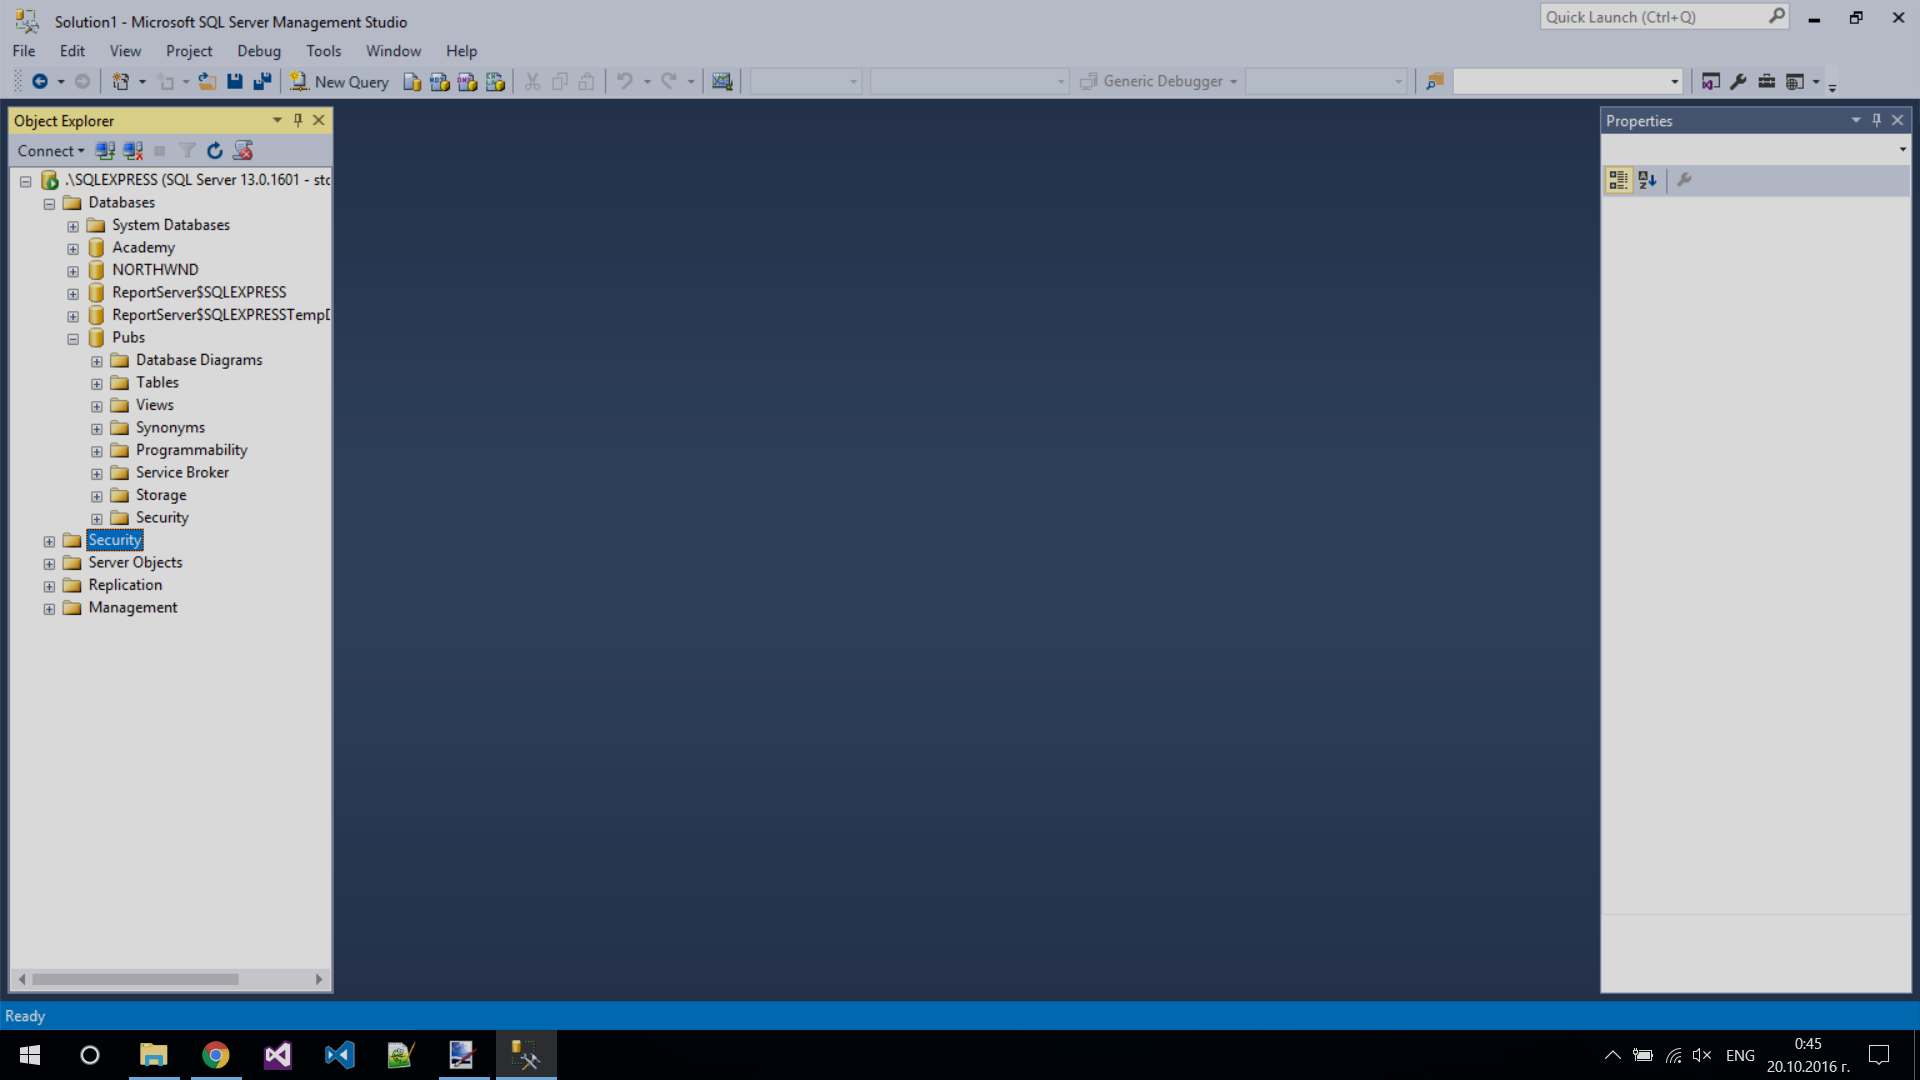 Solution1 - Microsoft SQL Server Management Studio
Quick Launch (Ctrl+Q)
File Edit View Project Debug Tools Window Help
New Query
Generic Debugger
Object Explorer
Properties
Connect
.\SQLEXPRESS (SQL Server 13.0.1601 - sto
Databases
System Databases
Academy
NORTHWND
ReportServer$SQLEXPRESS
ReportServer$SQLEXPRESSTempD
Pubs
Database Diagrams
Tables
Views
Synonyms
Programmability
Service Broker
Storage
Security
Security
Server Objects
Replication
Management
Ready
ENG
0:45
20.10.2016 г.